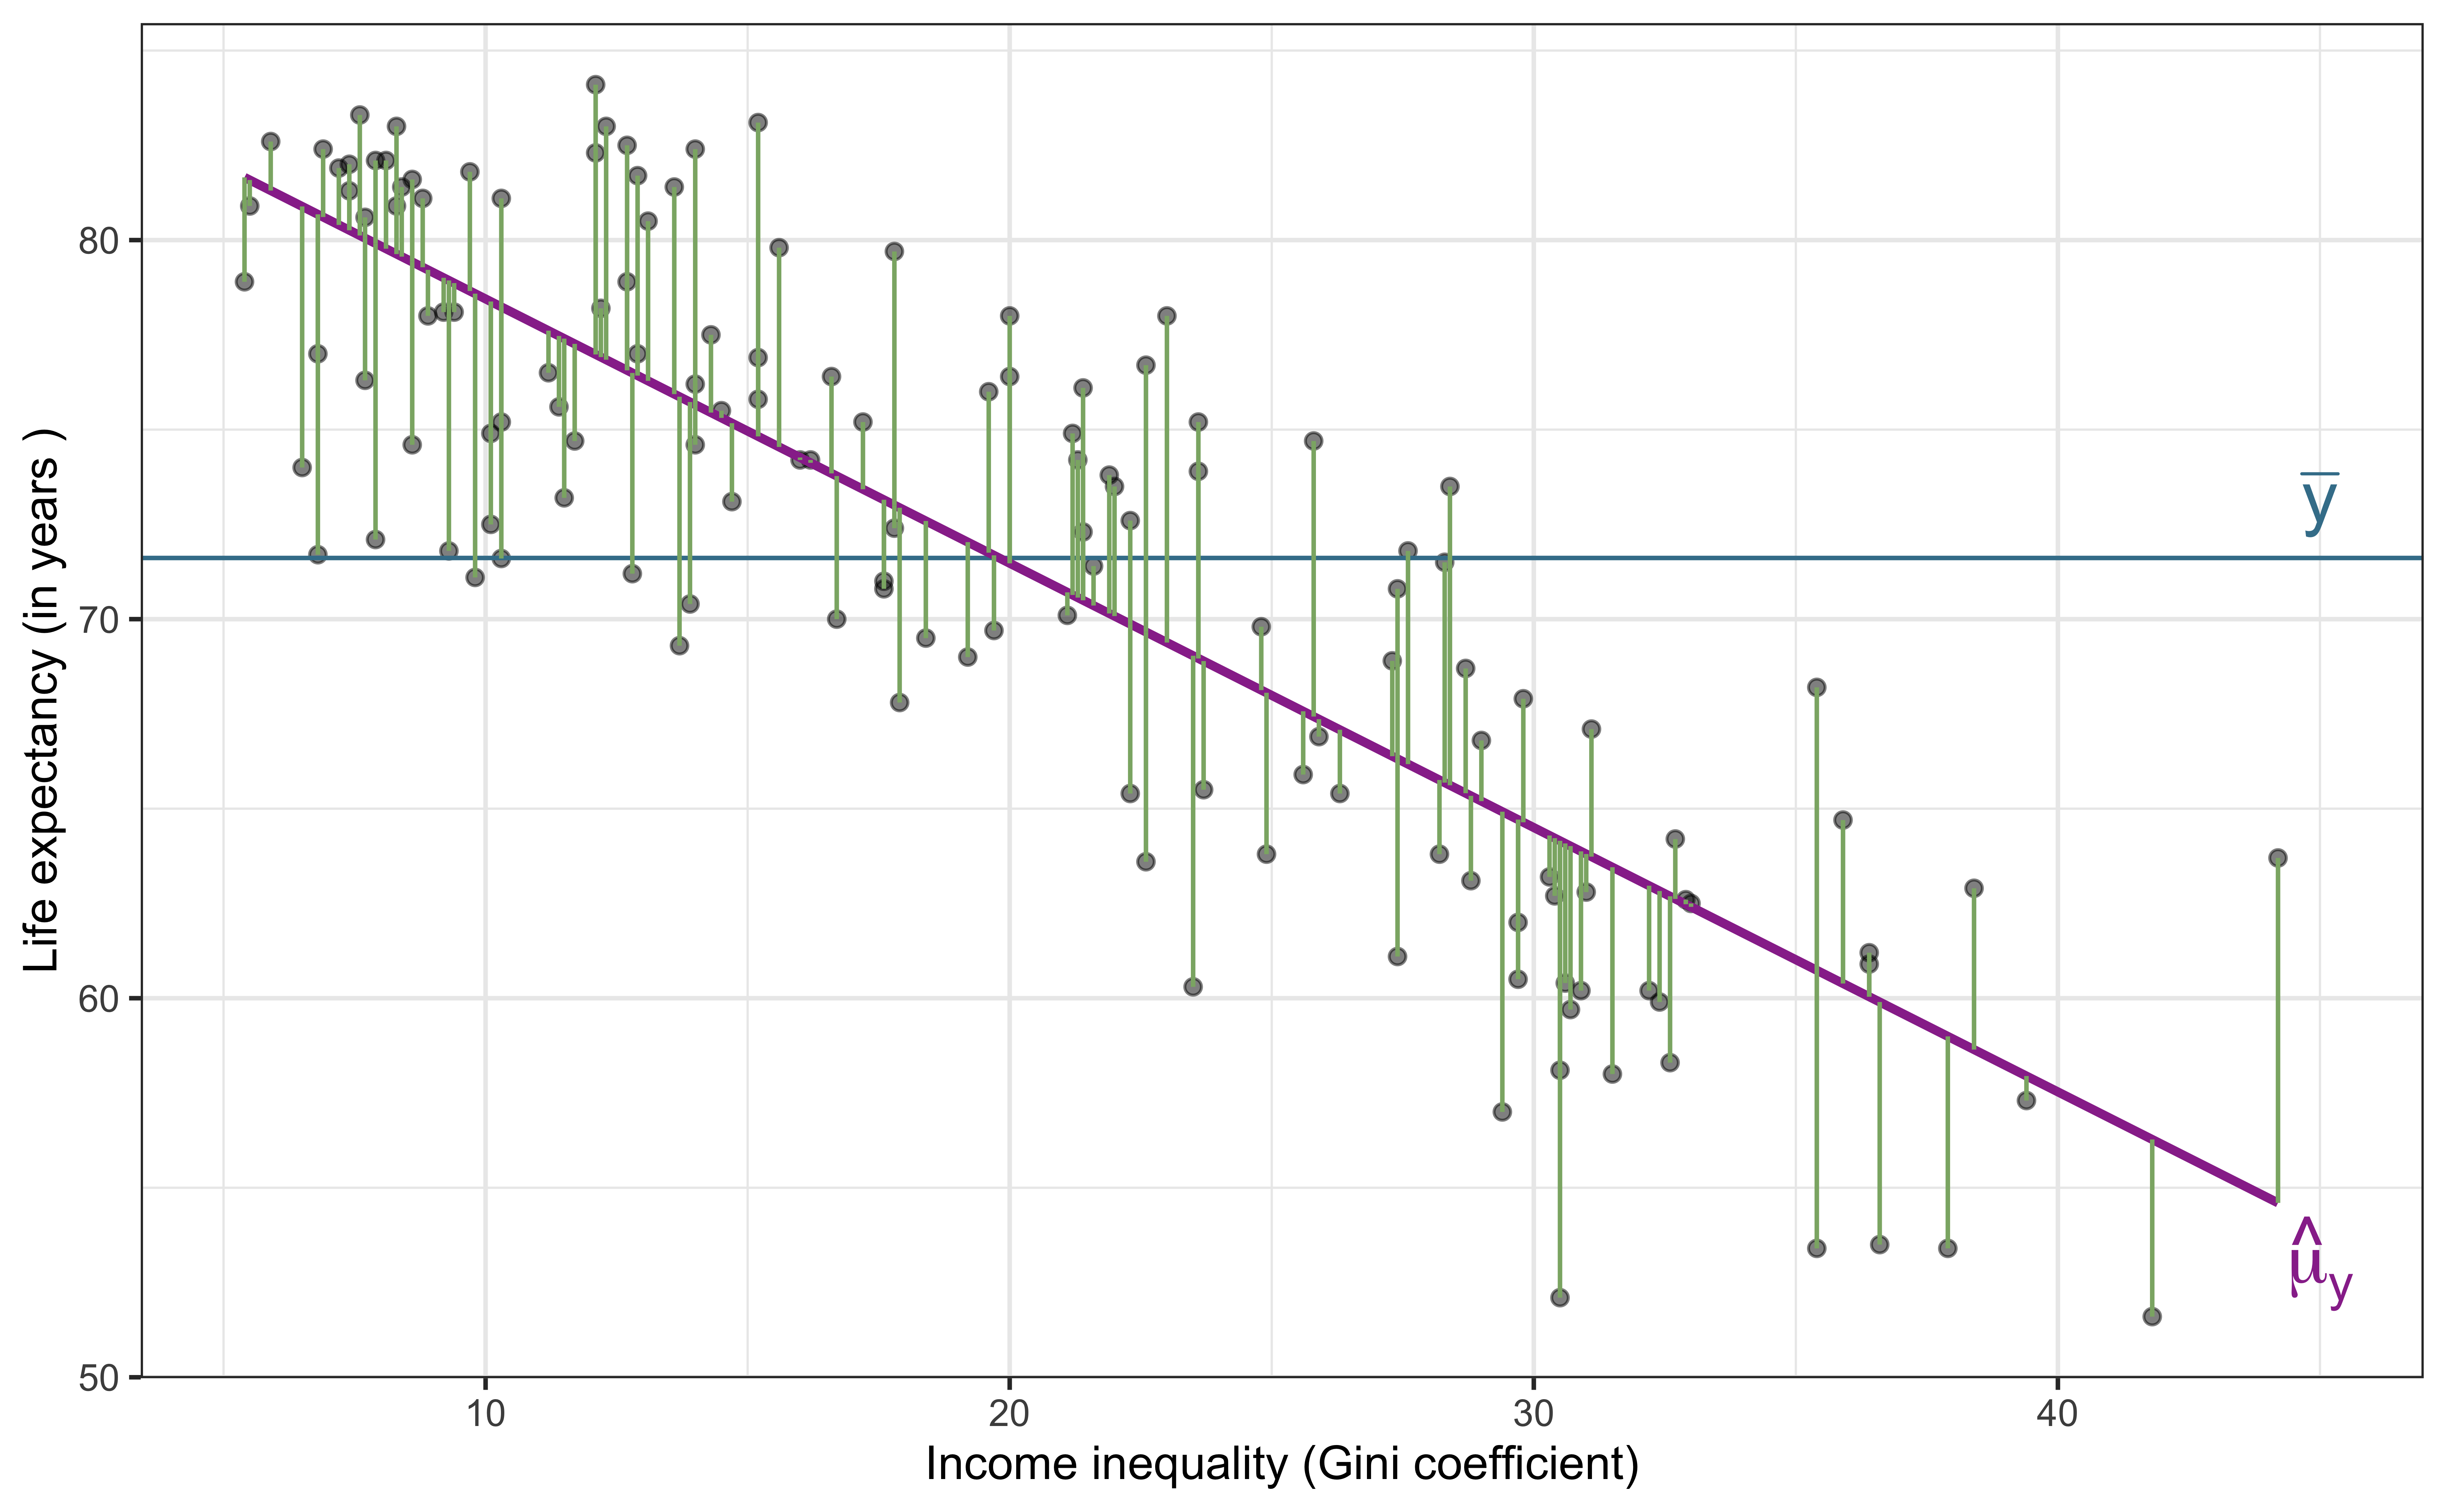 80
70
60
50
10 20 30 40
Life expectancy (in years )
Income inequality (Gini coefficient)
y̅
μ̂y